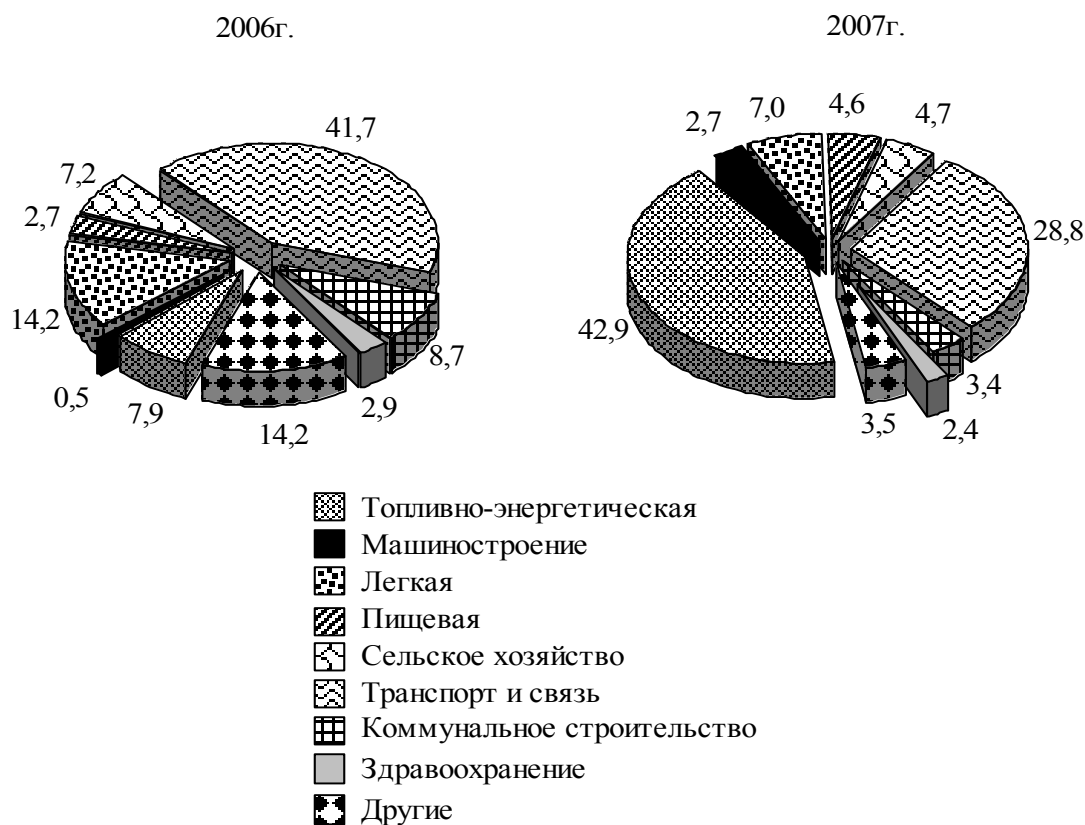 2006г.
2007г.
41,7
7,2
2,7
14,2
0,5
7,9
14,2
2,9
8,7
2,7
7,0
4,6
4,7
28,8
42,9
3,4
2,4
3,5
Топливно-энергетическая
Машиностроение
Легкая
Пищевая
Сельское хозяйство
Транспорт и связь
Коммунальное строительство
Здравоохранение
Другие